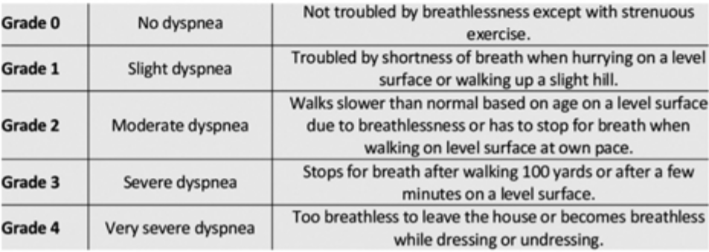 Grade 0 No dyspnea Not troubled by breathlessness except with strenuous
exercise.
Grade 1 Slight dyspnea Troubled by shortness of breath when hurrying on a level
surface or walking up a slight hill.
Walks slower than normal based on age on a level surface
Grade 2 Moderate dyspnea due to breathlessness or has to stop for breath when
walking on level surface at own pace.
Grade 3 Severe dyspnea Stops for breath after walking 100 yards or after a few
minutes on a level surface.
Grade 4 Very severe dyspnea Too breathless to leave the house or becomes breathless
while dressing or undressing.